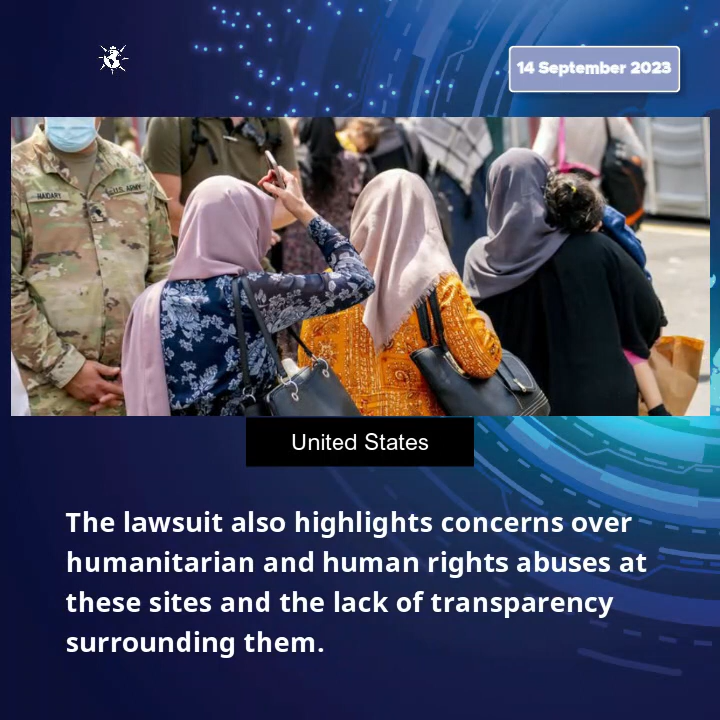 14 September 2023
HAIDARY
U.S. ARMY
United States
The lawsuit also highlights concerns over
humanitarian and human rights abuses at
these sites and the lack of transparency
surrounding them.